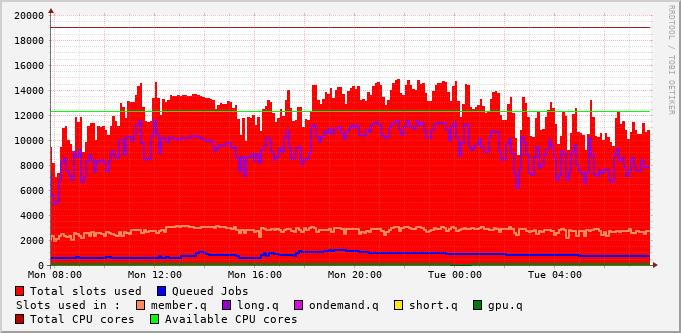 20000
18000
16000
14000
12000
10000
8000
6000
4000
2000
0
Mon 08:00 Mon 12:00 Mon 16:00 Mon 20:00 Tue 00:00 Tue 04:00
RRDTOOL / TOBI OETIKER
Total slots used Queued Jobs
Slots used in : member.q long.q ondemand.q short.q gpu.q
Total CPU cores Available CPU cores